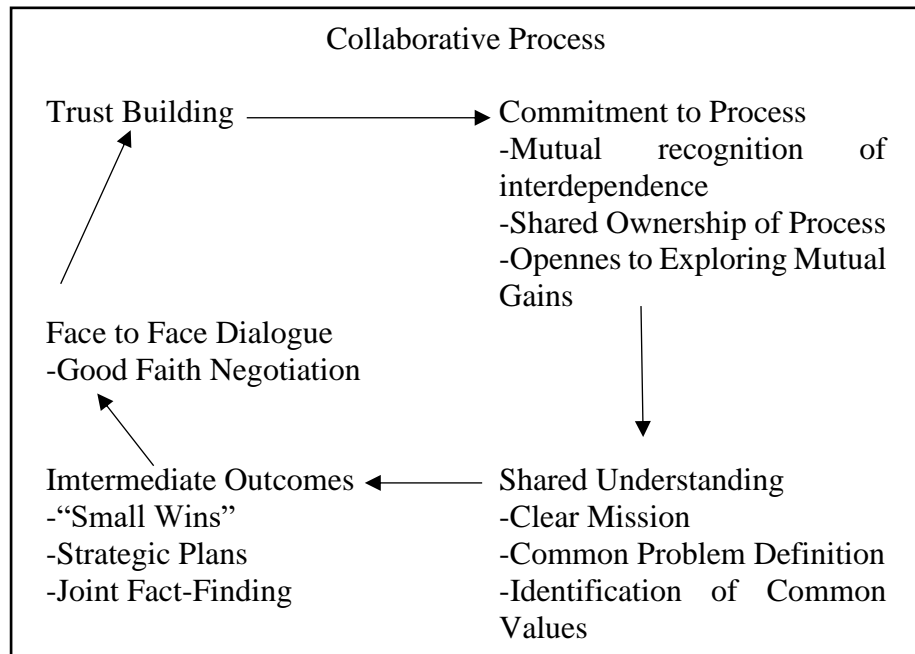 Collaborative Process
Trust Building
Commitment to Process
-Mutual recognition of
interdependence
-Shared Ownership of Process
-Opennes to Exploring Mutual
Gains
Face to Face Dialogue
-Good Faith Negotiation
Imtermediate Outcomes
-“Small Wins”
-Strategic Plans
-Joint Fact-Finding
Shared Understanding
-Clear Mission
-Common Problem Definition
-Identification of Common
Values